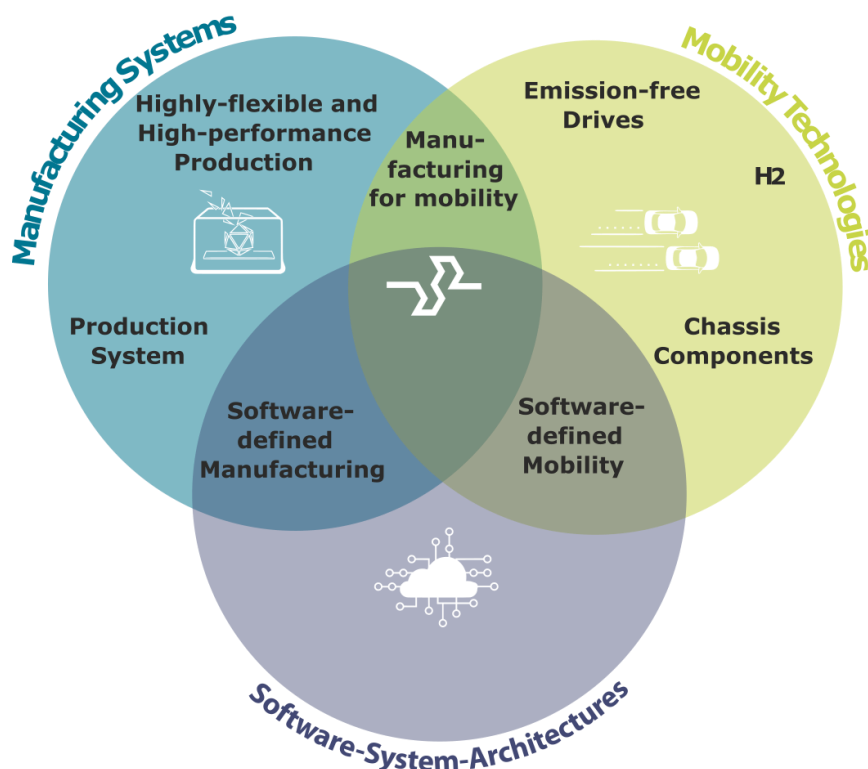 Manufacturing Systems
Mobility Technologies
Highly-flexible and
High-performance
Production
Manu-
facturing
for mobility
Emission-free
Drives
H2
Production
System
Chassis
Components
Software-
defined
Manufacturing
Software-
defined
Mobility
Software-System-Architectures